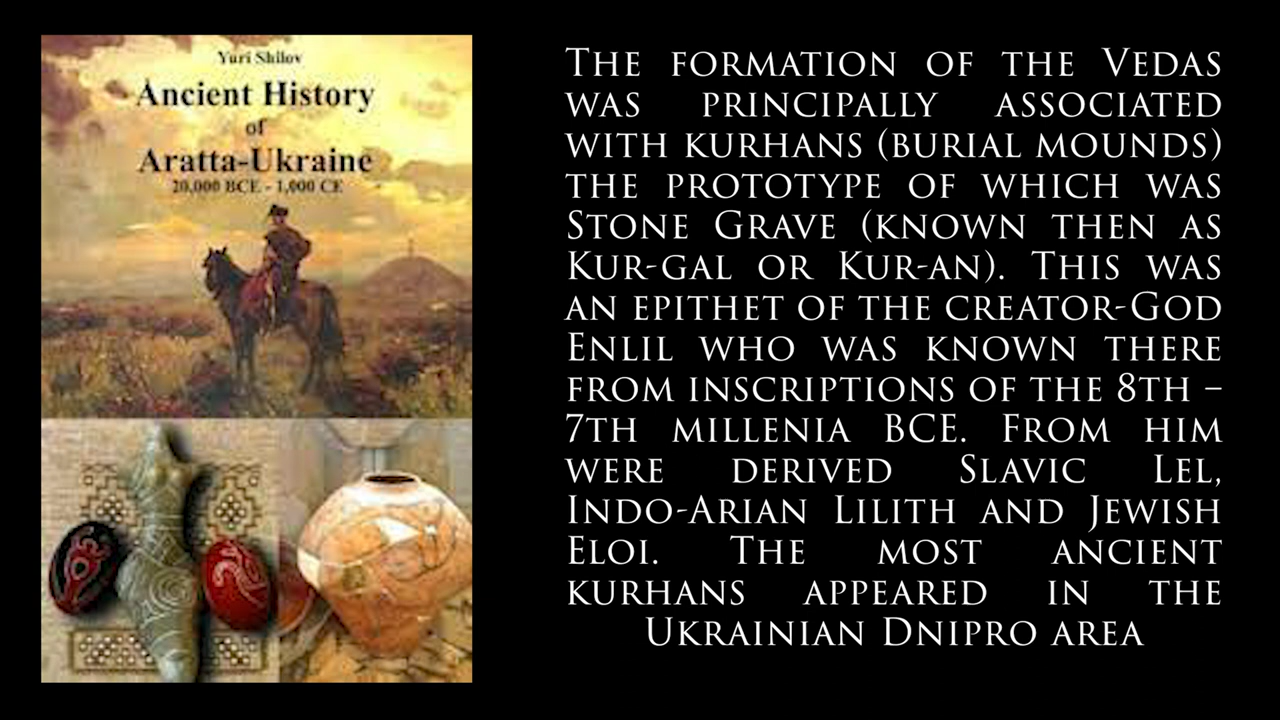 Yuri Shilov
Ancient History
of
Aratta-Ukraine
20,000 BCE - 1,000 CE
The formation of the Vedas
was principally associated
with kurhans (burial mounds)
the prototype of which was
Stone Grave (known then as
Kur-gal or Kur-an). This was
an epithet of the creator-God
Enlil who was known there
from inscriptions of the 8th –
7th millenia BCE. From him
were derived Slavic Lel,
Indo-Arian Lilith and Jewish
Eloi. The most ancient
kurhans appeared in the
Ukrainian Dnipro area